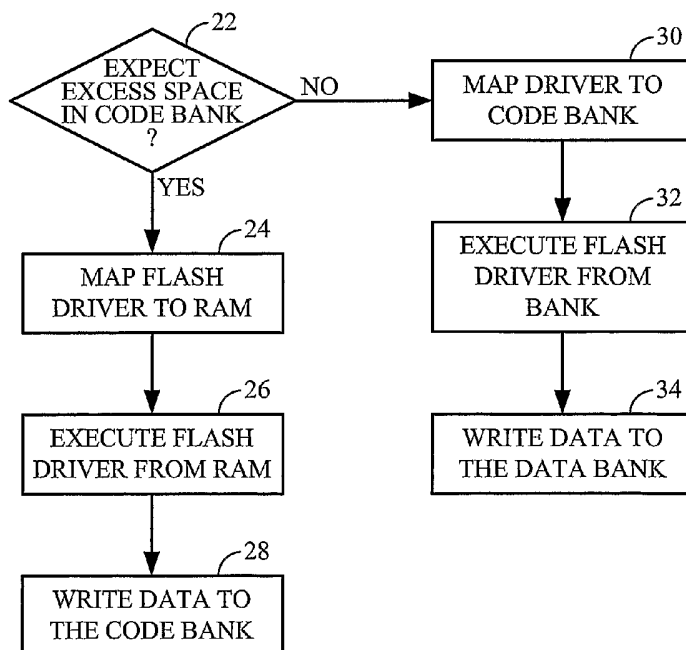 22
EXPECT
EXCESS SPACE
IN CODE BANK
?
NO
YES
24
MAP FLASH
DRIVER TO RAM
26
EXECUTE FLASH
DRIVER FROM RAM
28
WRITE DATA TO
THE CODE BANK
30
MAP DRIVER TO
CODE BANK
32
EXECUTE FLASH
DRIVER FROM
BANK
34
WRITE DATA TO
THE DATA BANK